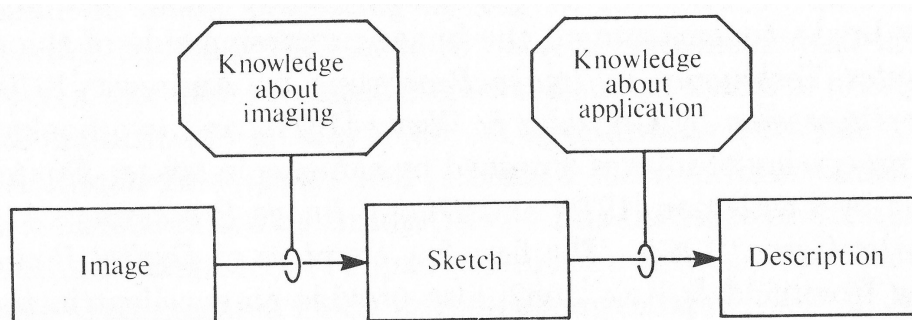 Knowledge
about
imaging
Knowledge
about
application
Image
Sketch
Description